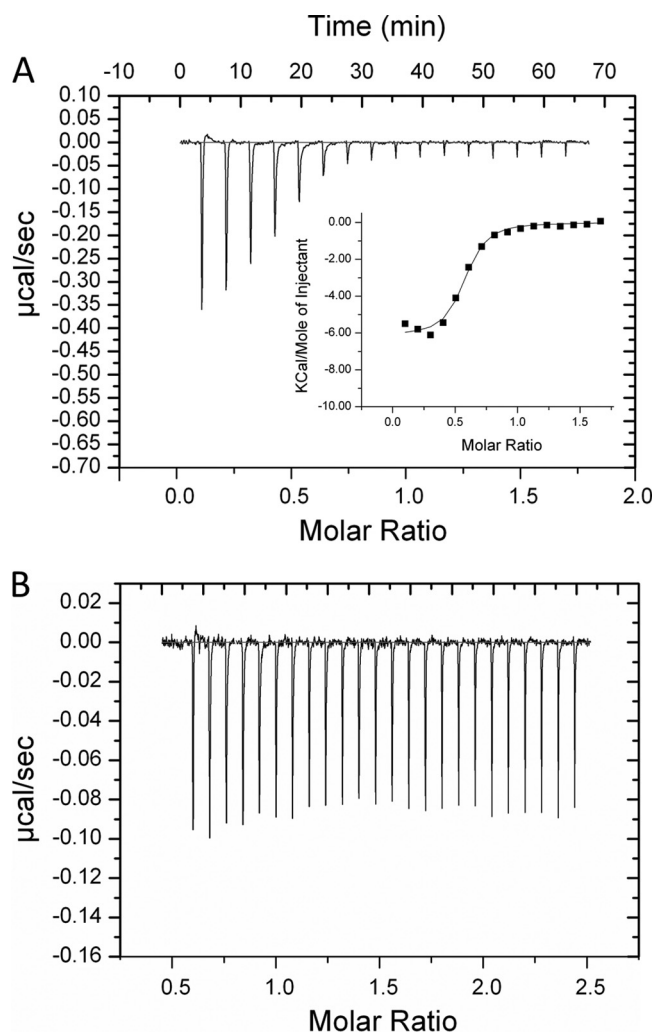 Time (min)
A
-10 0 10 20 30 40 50 60 70
0.10
0.05
0.00
-0.05
-0.10
-0.15
-0.20
-0.25
-0.30
-0.35
-0.40
-0.45
-0.50
-0.55
-0.60
-0.65
-0.70
µcal/sec
0.00
-2.00
-4.00
-6.00
-8.00
-10.00
KCal/Mole of Injectant
0.0 0.5 1.0 1.5
Molar Ratio
0.0 0.5 1.0 1.5 2.0
Molar Ratio
B
0.02
0.00
-0.02
-0.04
-0.06
-0.08
-0.10
-0.12
-0.14
-0.16
µcal/sec
0.5 1.0 1.5 2.0 2.5
Molar Ratio